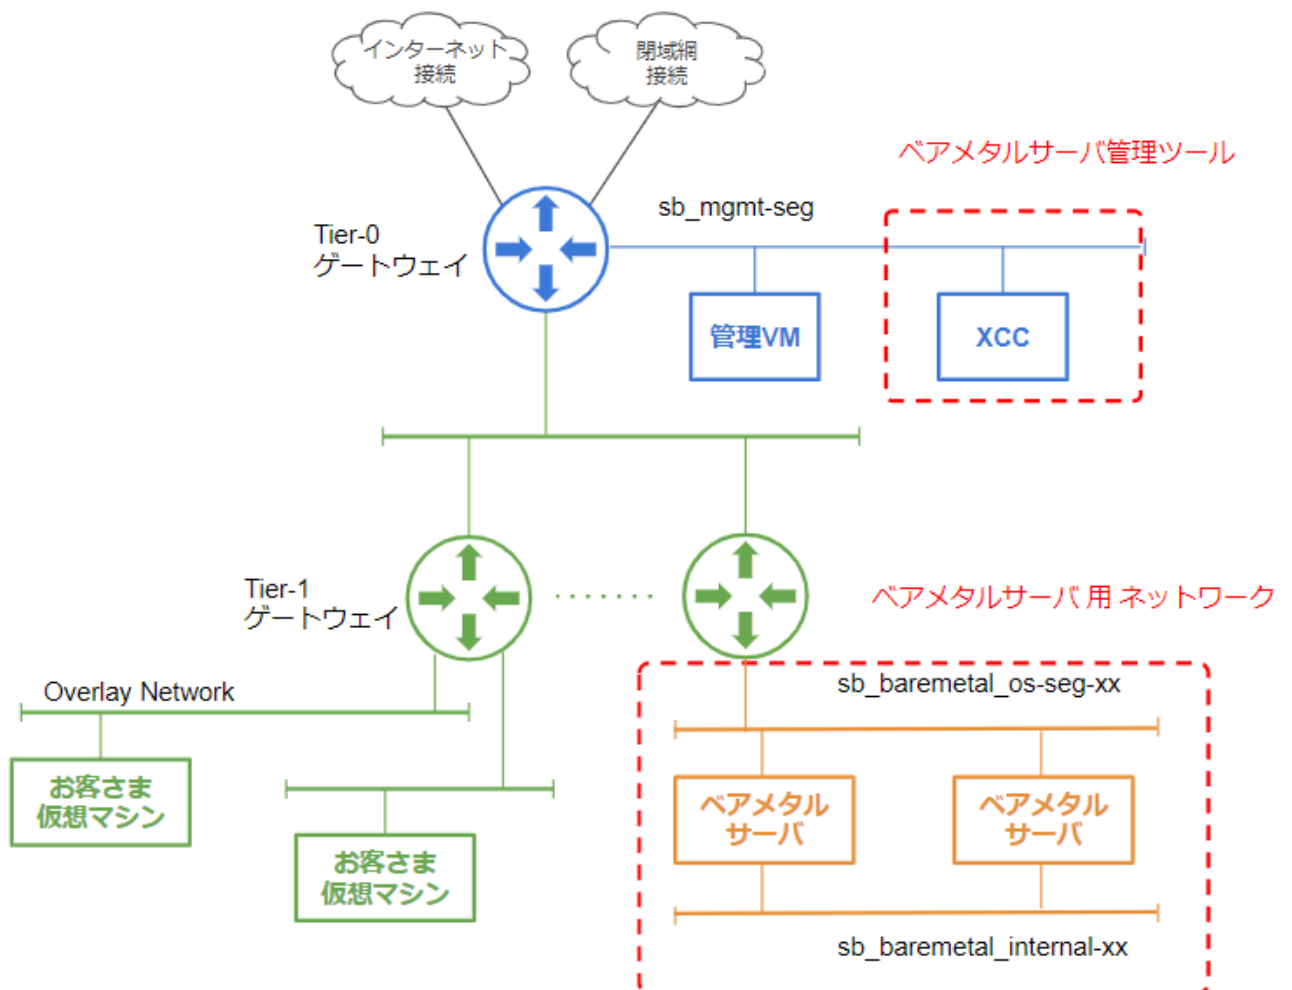 インターネット
接続
閉域網
接続
ベアメタルサーバ管理ツール
sb_mgmt-seg
Tier-0
ゲートウェイ
管理VM
XCC
Tier-1
ゲートウェイ
ベアメタルサーバ 用 ネットワーク
Overlay Network
sb_baremetal_os-seg-xx
お客さま
仮想マシン
ベアメタル
サーバ
ベアメタル
サーバ
お客さま
仮想マシン
sb_baremetal_internal-xx